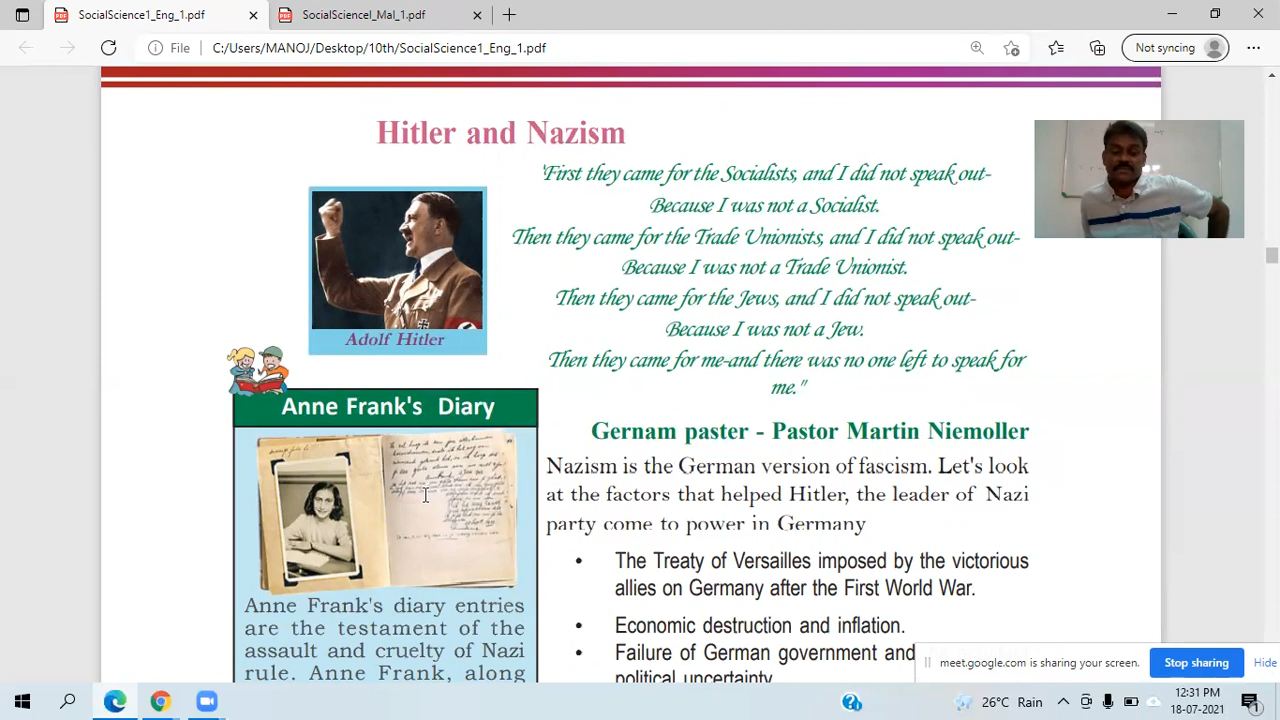 SocialScience1_Eng_1.pdf
SocialScienceI_Mal_1.pdf
File
C:/Users/MANOJ/Desktop/10th/SocialScience1_Eng_1.pdf
Not syncing
Hitler and Nazism
'First they came for the Socialists, and I did not speak out-
Because I was not a Socialist.
Then they came for the Trade Unionists, and I did not speak out-
Because I was not a Trade Unionist.
Then they came for the Jews, and I did not speak out-
Because I was not a Jew.
Then they came for me-and there was no one left to speak for
me."
Adolf Hitler
Gernam paster - Pastor Martin Niemoller
Nazism is the German version of fascism. Let's look
at the factors that helped Hitler, the leader of Nazi
party come to power in Germany
• The Treaty of Versailles imposed by the victorious
allies on Germany after the First World War.
• Economic destruction and inflation.
• Failure of German government and
political uncertainty
Anne Frank's Diary
Anne Frank's diary entries
are the testament of the
assault and cruelty of Nazi
rule. Anne Frank, along
meet.google.com is sharing your screen.
Stop sharing
Hide
26°C Rain
12:31 PM
18-07-2021
1